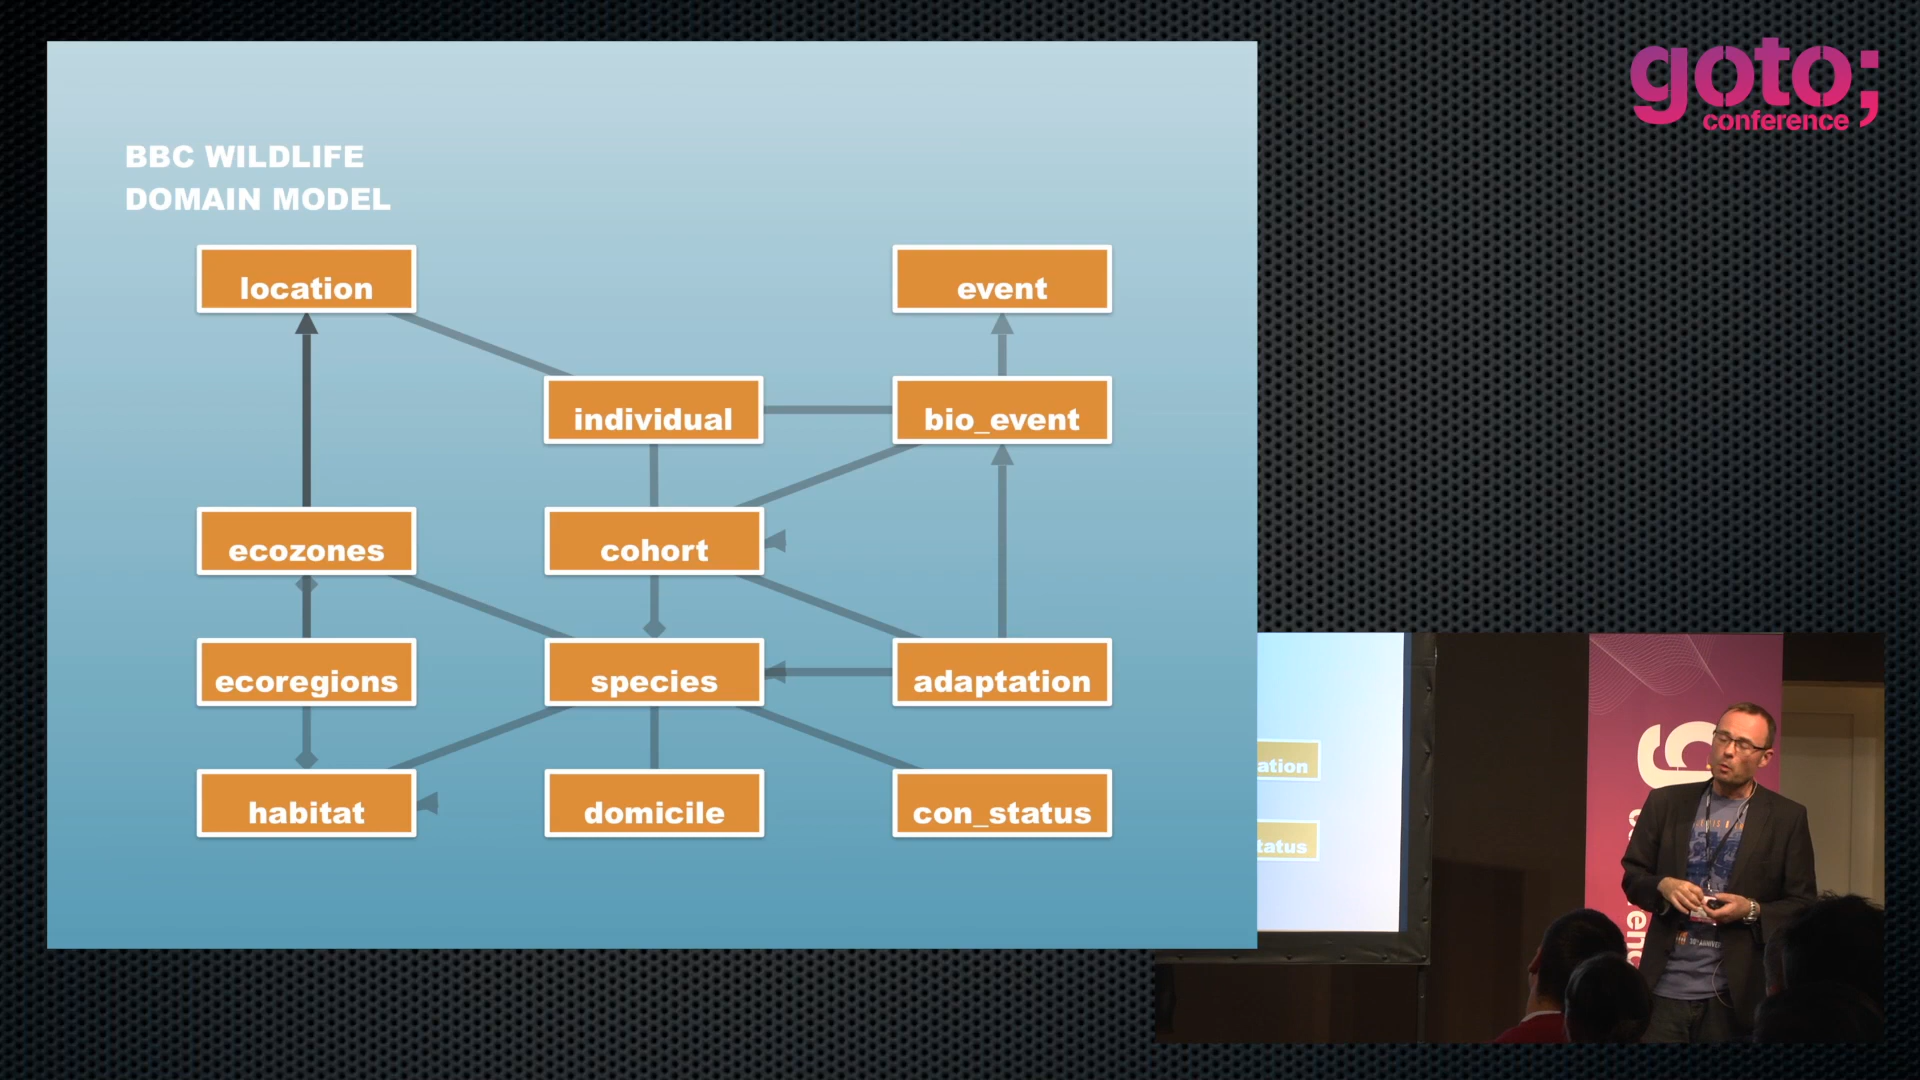 BBC WILDLIFE
DOMAIN MODEL
location
event
individual
bio_event
ecozones
cohort
ecoregions
species
adaptation
habitat
domicile
con_status
goto;
conference
ation
tatus